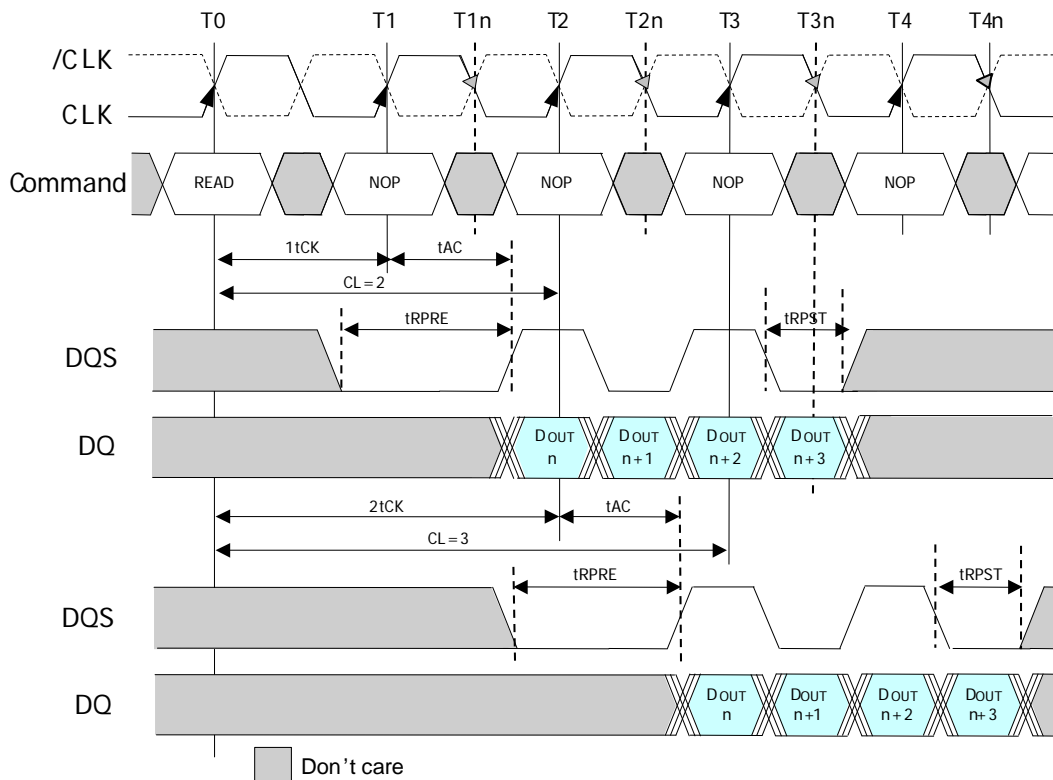 T0 T1 T1n T2 T2n T3 T3n T4 T4n
/CLK
CLK
Command READ NOP NOP NOP NOP
1tCK tAC
CL=2
tRPRE tRPST
DQS
DQ DOUT n DOUT n+1 DOUT n+2 DOUT n+3
2tCK tAC
CL=3
tRPRE tRPST
DQS
DQ DOUT n DOUT n+1 DOUT n+2 DOUT n+3
Don't care